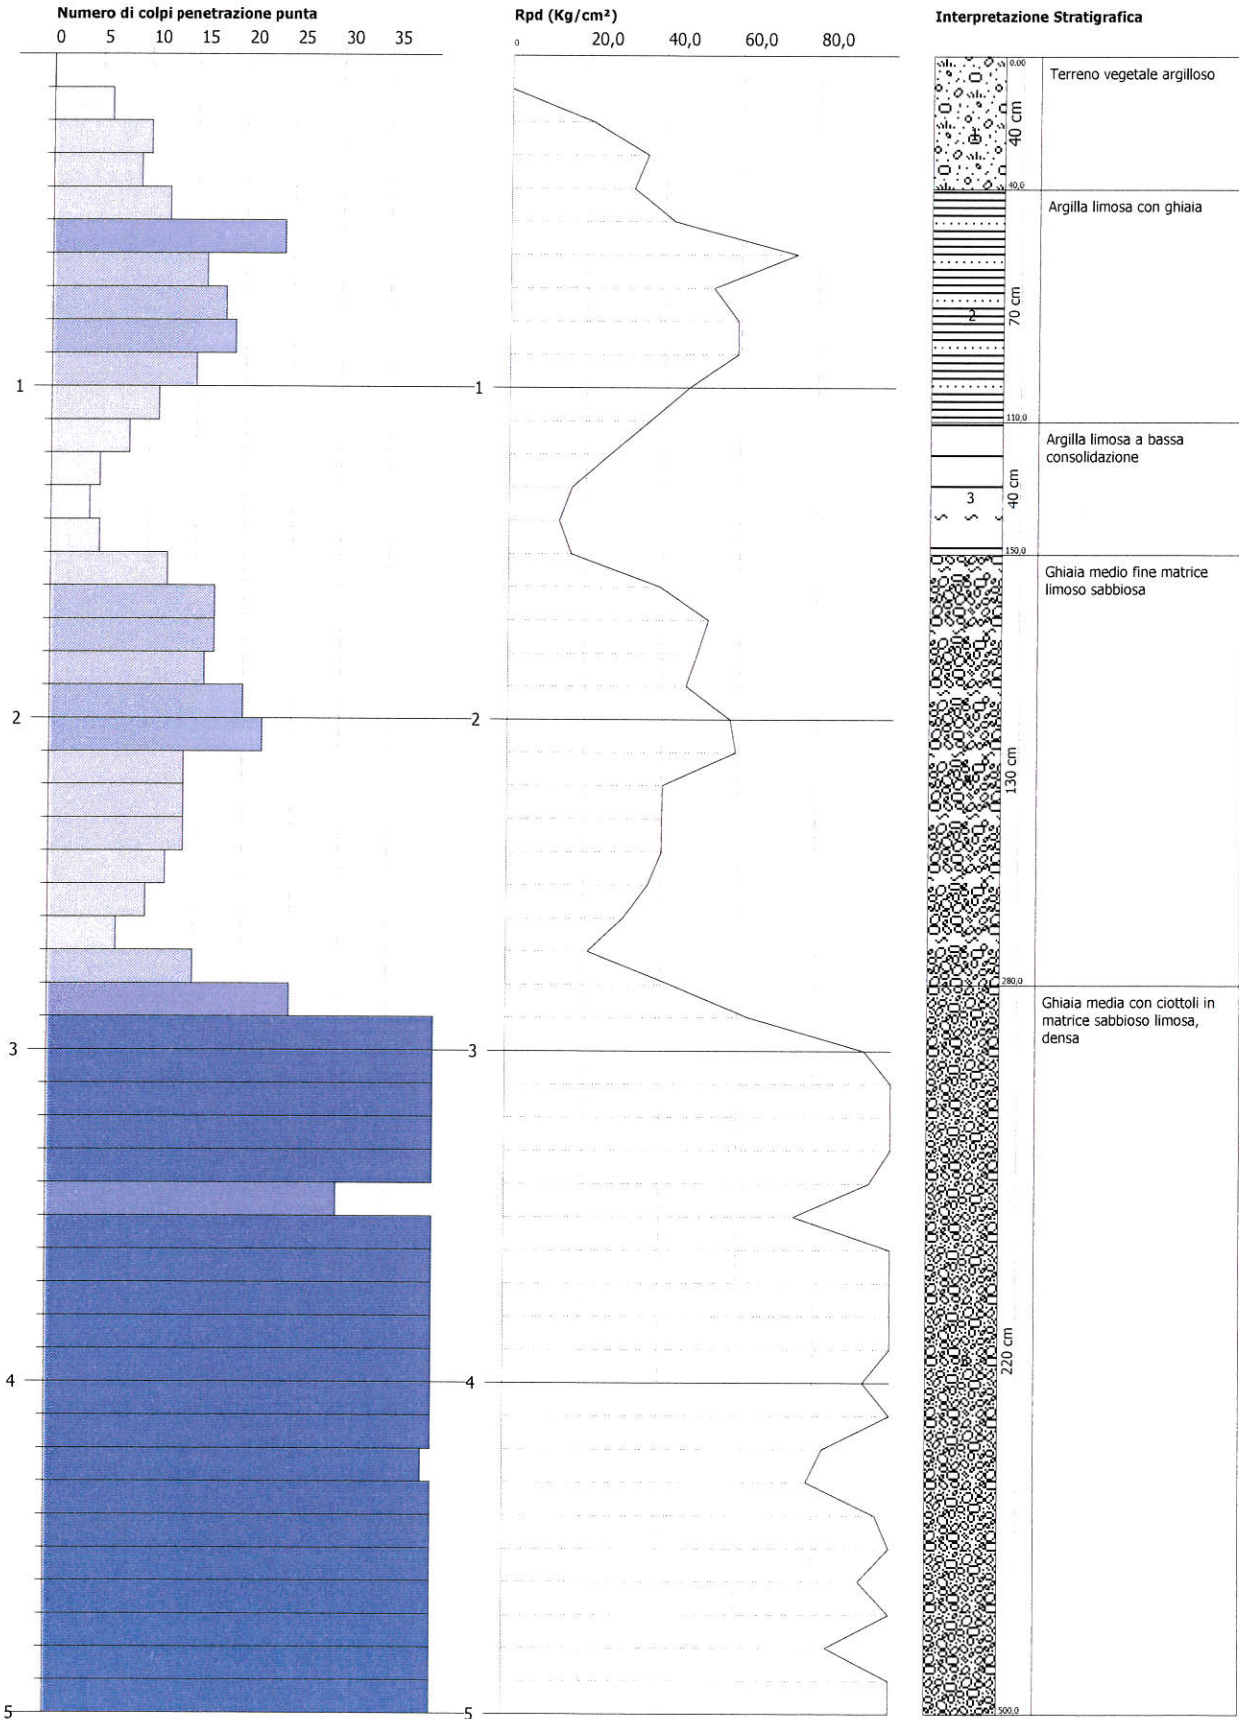 Numero di colpi penetrazione punta
0 5 10 15 20 25 30 35
1
2
3
4
5
Rpd (Kg/cm²)
0 20,0 40,0 60,0 80,0
1
2
3
4
5
Interpretazione Stratigrafica
0,00
1
40 cm
Terreno vegetale argilloso
40,0
2
70 cm
Argilla limosa con ghiaia
110,0
3
40 cm
Argilla limosa a bassa
consolidazione
150,0
130 cm
Ghiaia medio fine matrice
limoso sabbiosa
280,0
220 cm
Ghiaia media con ciottoli in
matrice sabbioso limosa,
densa
500,0